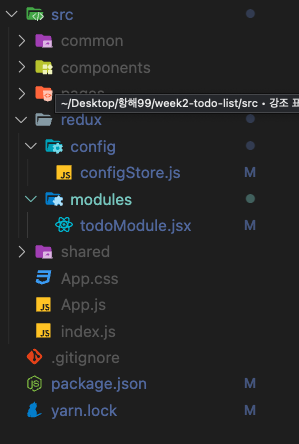 src
common
components
pages
~/Desktop/항해99/week2-todo-list/src • 강조 표
redux
config
JS configStore.js M
modules
todoModule.jsx M
shared
App.css
JS App.js
JS index.js
.gitignore
JS package.json M
yarn.lock M